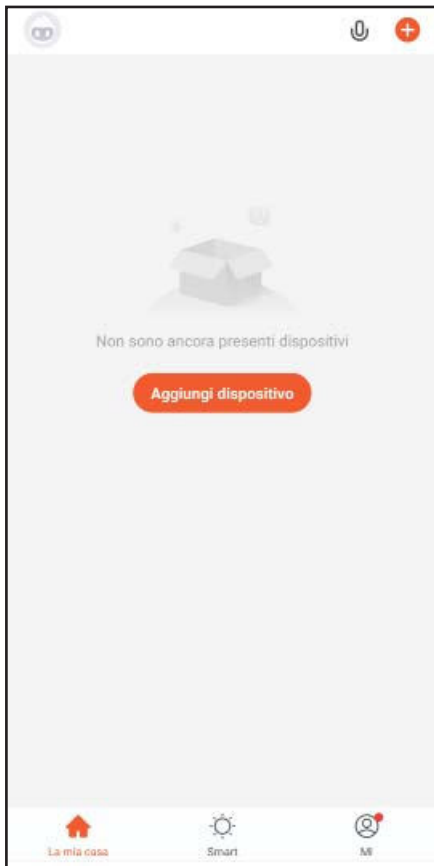 Non sono ancora presenti dispositivi
Aggiungi dispositivo
La mia casa
Smart
Mi